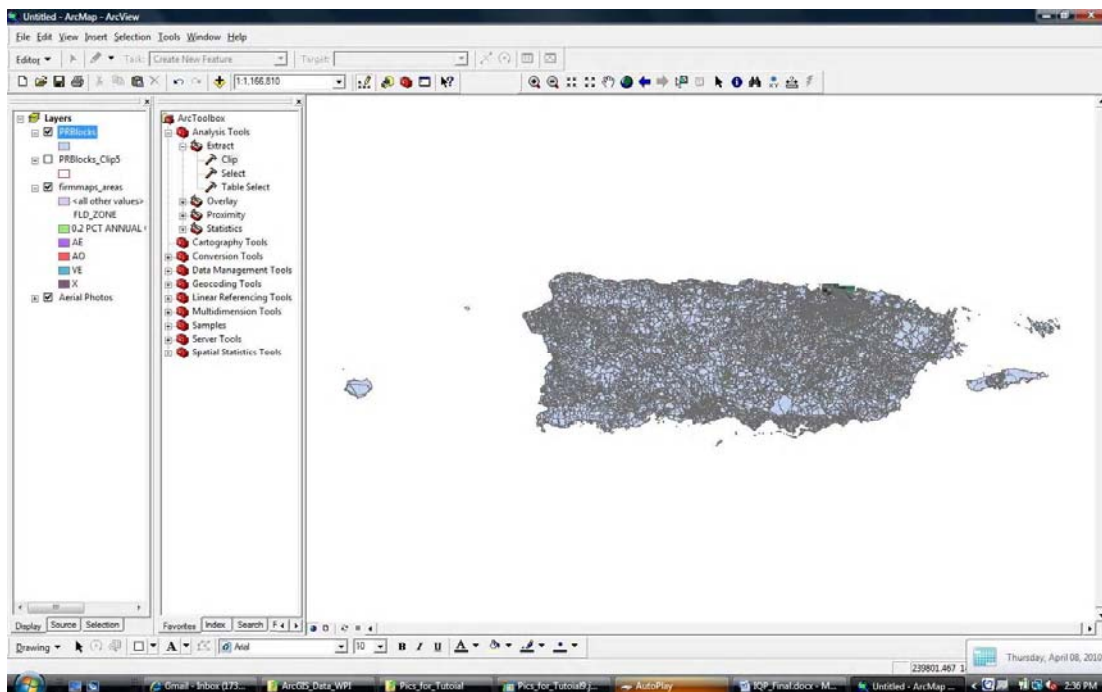 Untitled - ArcMap - ArcView
File Edit View Insert Selection Tools Window Help
Editor Task: Create New Feature Target:
1:1,166,810
Layers
PRBlocks
PRBlocks_Clip5
firmmaps_areas
<all other values>
FLD_ZONE
0.2 PCT ANNUAL
AE
AO
VE
X
Aerial Photos
Display Source Selection
ArcToolbox
Analysis Tools
Extract
Clip
Select
Table Select
Overlay
Proximity
Statistics
Cartography Tools
Conversion Tools
Data Management Tools
Geocoding Tools
Linear Referencing Tools
Multidimension Tools
Samples
Server Tools
Spatial Statistics Tools
Favorites Index Search F
Drawing A Arial 10 B I U A
239801.467 1
Thursday, April 08, 2010
Gmail - Inbox (173... ArcGIS_Data_WPI Pics_for_Tutoial Pics_for_Tutoial9.j... AutoPlay IQP_Final.docx - M... Untitled - ArcMap ... 2:36 PM